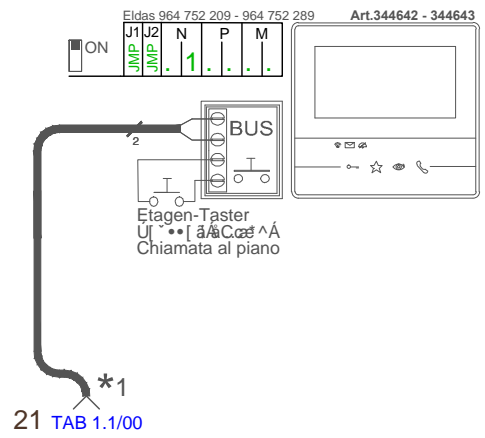 Eldas 964 752 209 - 964 752 289 Art.344642 - 344643
ON
J1 J2 N P M
JMP JMP . 1 . . . .
BUS
2
Etagen-Taster
Chiamata al piano
*1
21 TAB 1.1/00